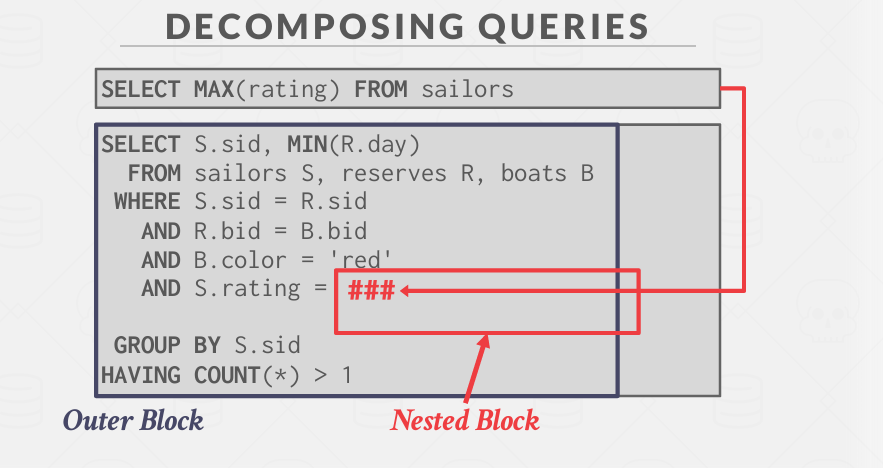 DECOMPOSING QUERIES
SELECT MAX(rating) FROM sailors
SELECT S.sid, MIN(R.day)
FROM sailors S, reserves R, boats B
WHERE S.sid = R.sid
AND R.bid = B.bid
AND B.color = 'red'
AND S.rating = ###
GROUP BY S.sid
HAVING COUNT(*) > 1
Outer Block
Nested Block